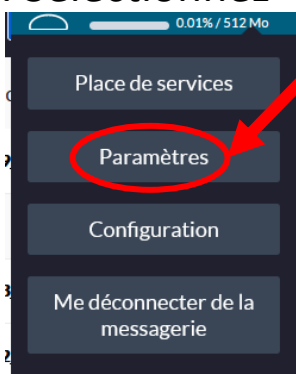 0.01% / 512 Mo
Place de services
Paramètres
Configuration
Me déconnecter de la
messagerie